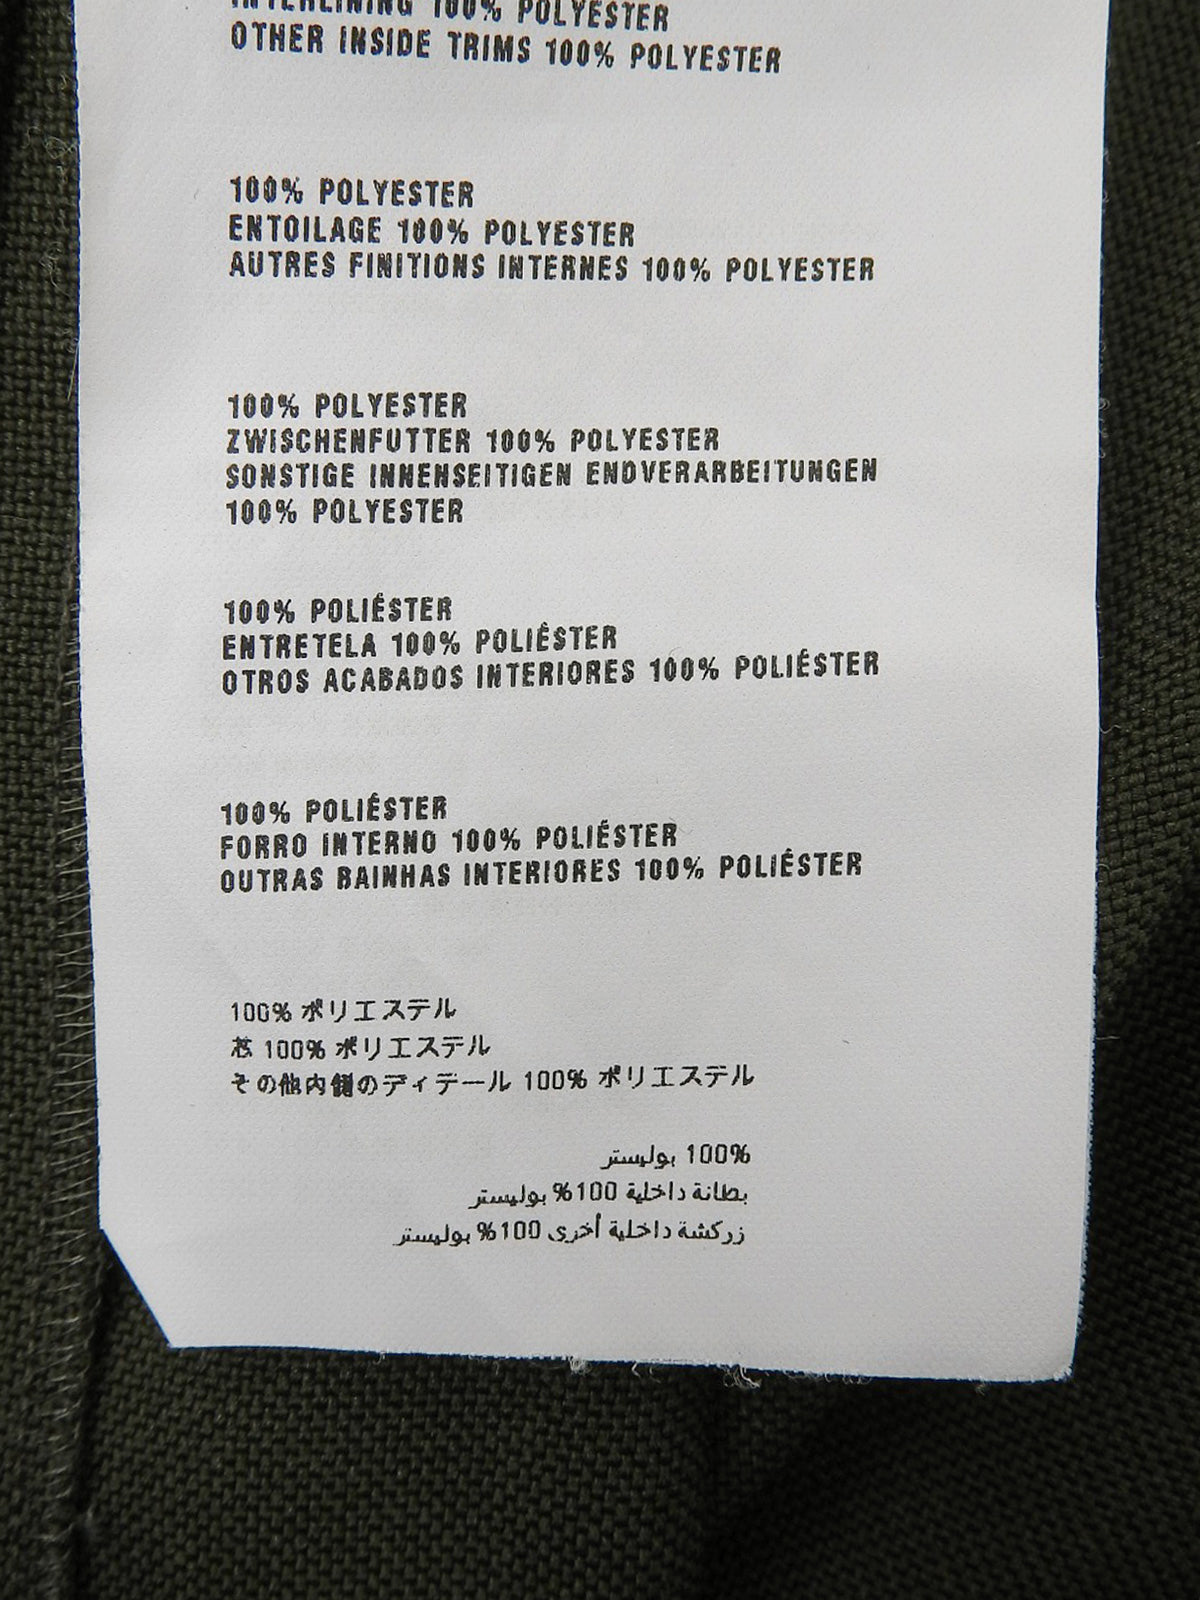 INTERLINING 100% POLYESTER
OTHER INSIDE TRIMS 100% POLYESTER
100% POLYESTER
ENTOILAGE 100% POLYESTER
AUTRES FINITIONS INTERNES 100% POLYESTER
100% POLYESTER
ZWISCHENFUTTER 100% POLYESTER
SONSTIGE INNENSEITIGEN ENDVERARBEITUNGEN
100% POLYESTER
100% POLIÉSTER
ENTRETELA 100% POLIÉSTER
OTROS ACABADOS INTERIORES 100% POLIÉSTER
100% POLIÉSTER
FORRO INTERNO 100% POLIÉSTER
OUTRAS BAINHAS INTERIORES 100% POLIÉSTER
100% ポリエステル
芯 100% ポリエステル
その他内側のディテール 100% ポリエステル
100% بوليستر
بطانة داخلية 100% بوليستر
زركشة داخلية أخرى 100% بوليستر